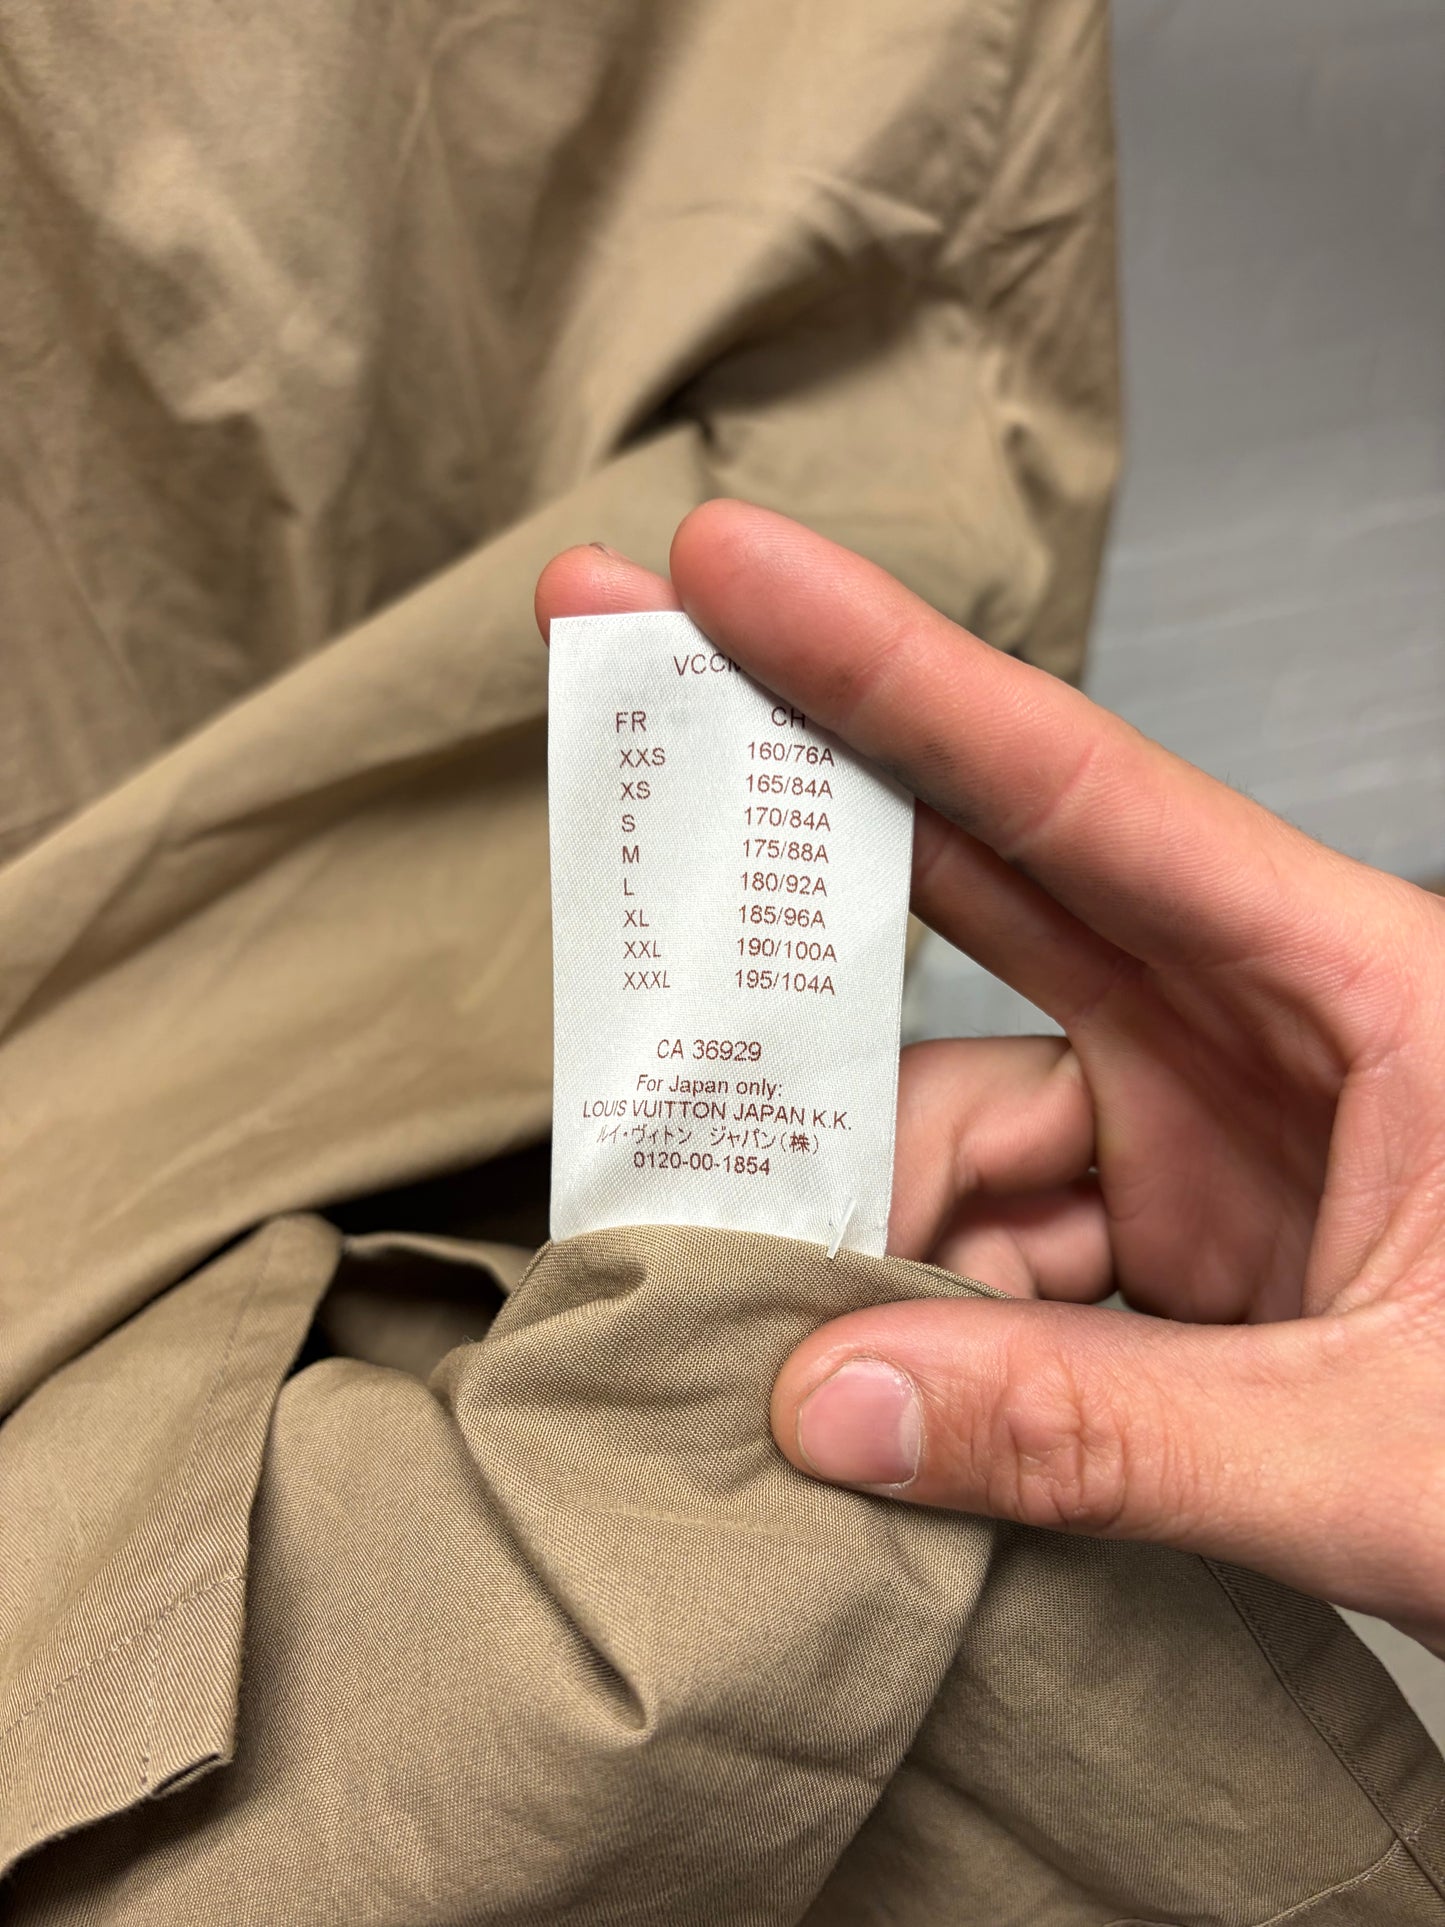 FR CH
XXS 160/76A
XS 165/84A
S 170/84A
M 175/88A
L 180/92A
XL 185/96A
XXL 190/100A
XXXL 195/104A
CA 36929
For Japan only:
LOUIS VUITTON JAPAN K.K.
ルイ・ヴィトン ジャパン(株)
0120-00-1854